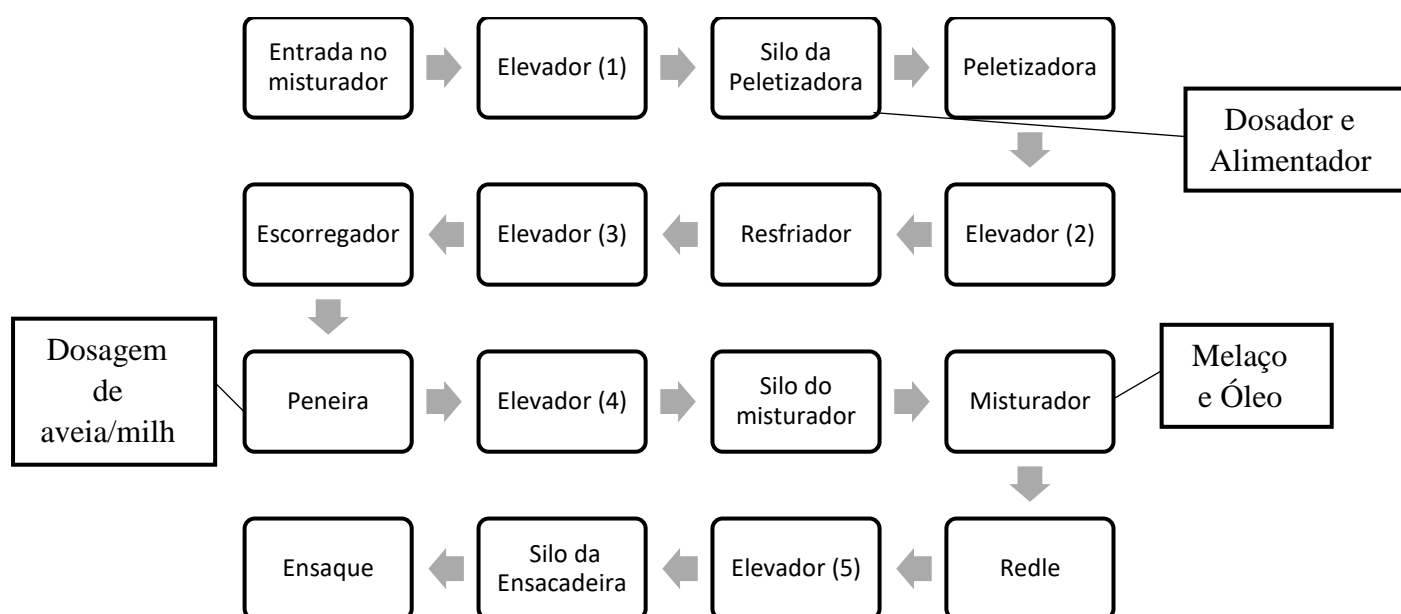 Entrada no
misturador
Elevador (1)
Silo da
Peletizadora
Peletizadora
Dosador e
Alimentador
Elevador (2)
Resfriador
Elevador (3)
Escorregador
Dosagem
de
aveia/milh
Peneira
Elevador (4)
Silo do
misturador
Misturador
Melaço
e Óleo
Redle
Elevador (5)
Silo da
Ensacadeira
Ensaque